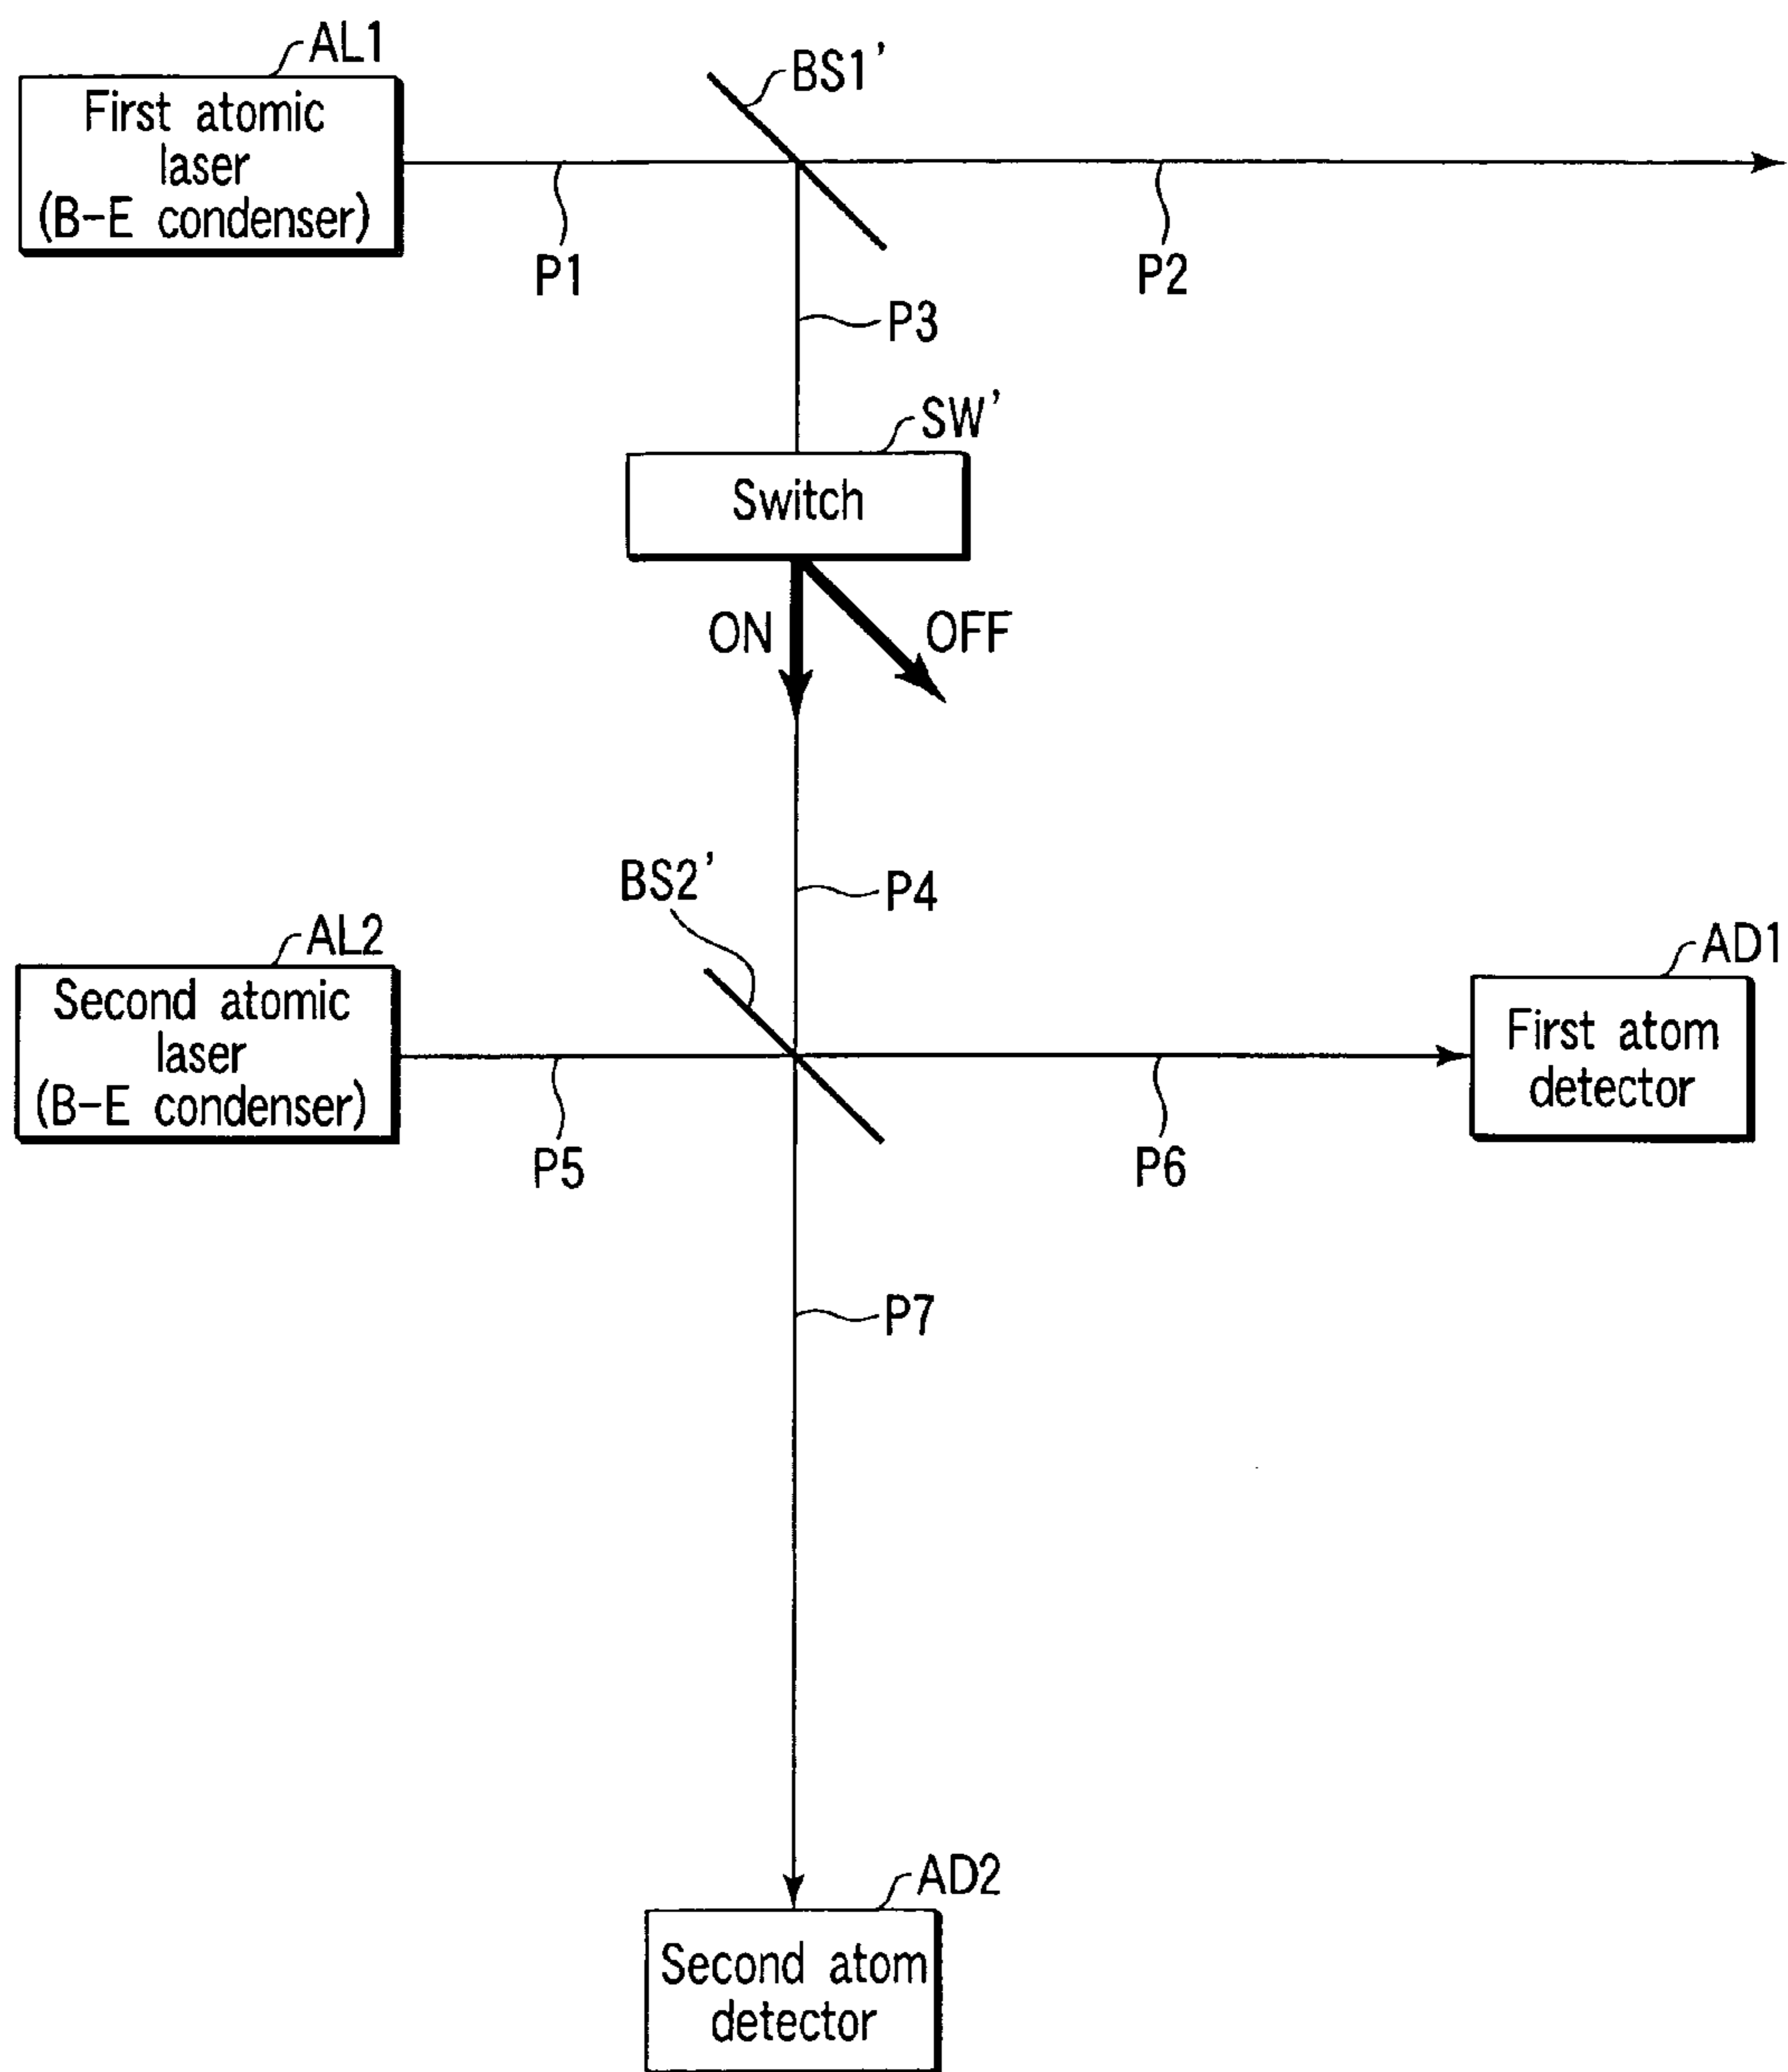 AL1
First atomic
laser
(B-E condenser)
BS1'
P1
P2
P3
SW'
Switch
ON
OFF
P4
BS2'
AL2
Second atomic
laser
(B-E condenser)
P5
P6
AD1
First atom
detector
P7
AD2
Second atom
detector